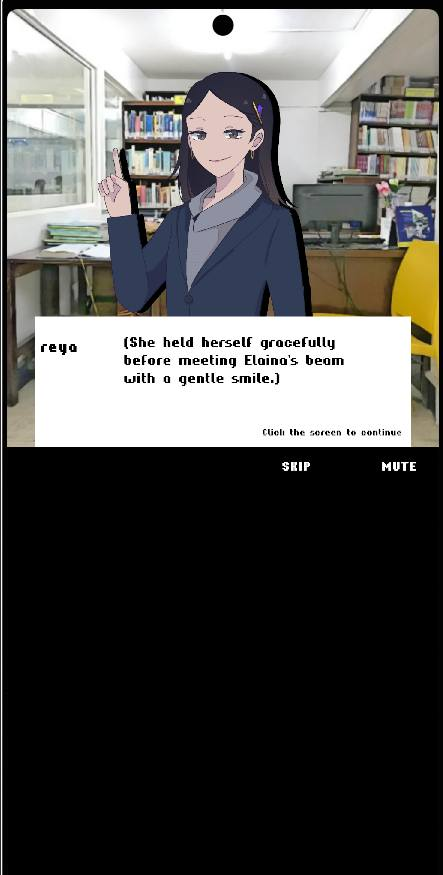 reya
(She held herself gracefully
before meeting Elaina's beam
with a gentle smile.)
Click the screen to continue
SKIP
MUTE